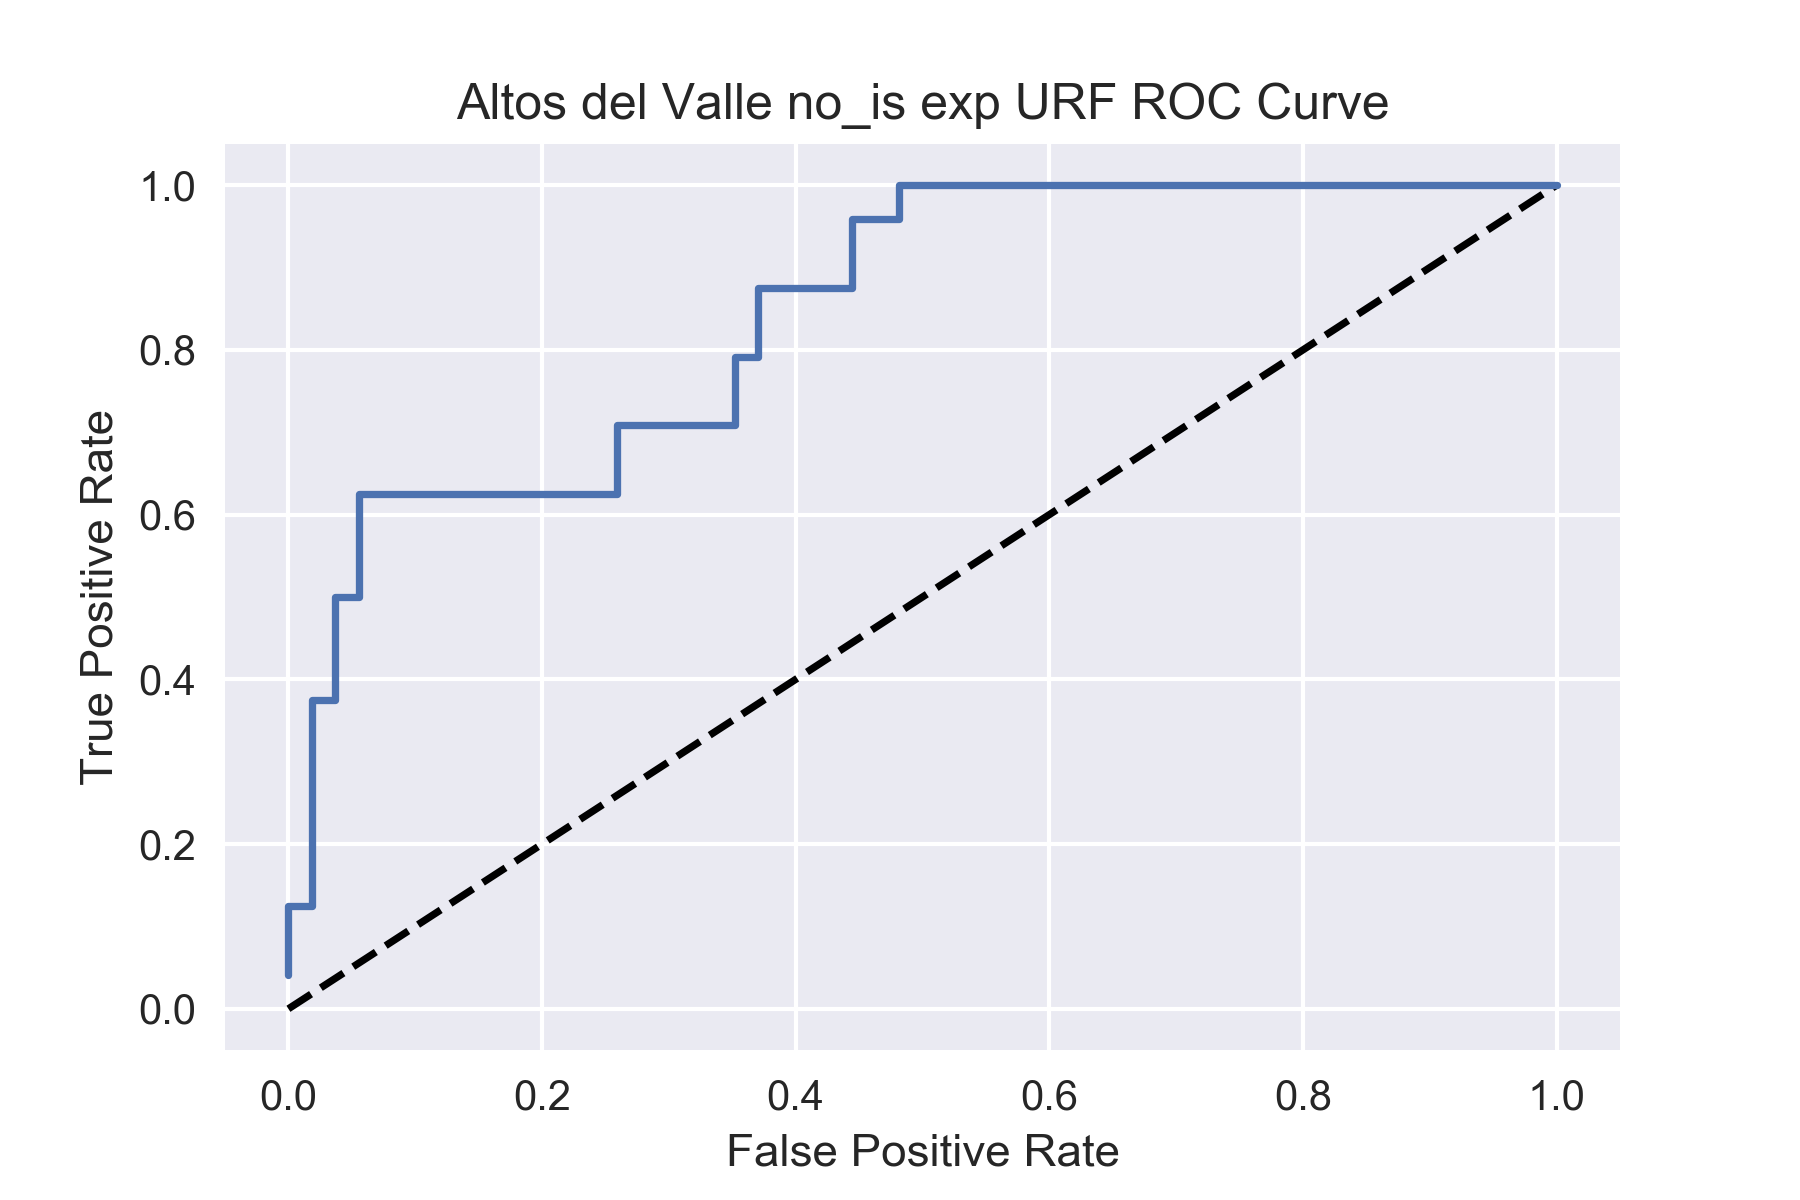 Altos del Valle no_is exp URF ROC Curve
1.0
0.8
0.6
0.4
0.2
0.0
True Positive Rate
0.0 0.2 0.4 0.6 0.8 1.0
False Positive Rate